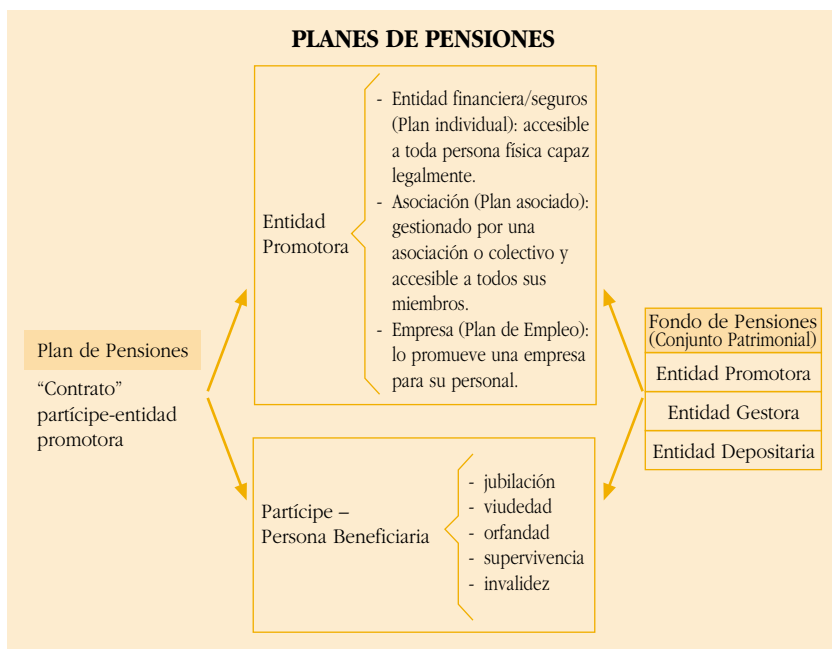 PLANES DE PENSIONES
- Entidad financiera/seguros
(Plan individual): accesible
a toda persona física capaz
legalmente.
- Asociación (Plan asociado):
gestionado por una
asociación o colectivo y
accesible a todos sus
miembros.
- Empresa (Plan de Empleo):
lo promueve una empresa
para su personal.
Entidad
Promotora
Plan de Pensiones
“Contrato”
partícipe-entidad
promotora
Fondo de Pensiones
(Conjunto Patrimonial)
Entidad Promotora
Entidad Gestora
Entidad Depositaria
Partícipe –
Persona Beneficiaria
- jubilación
- viudedad
- orfandad
- supervivencia
- invalidez